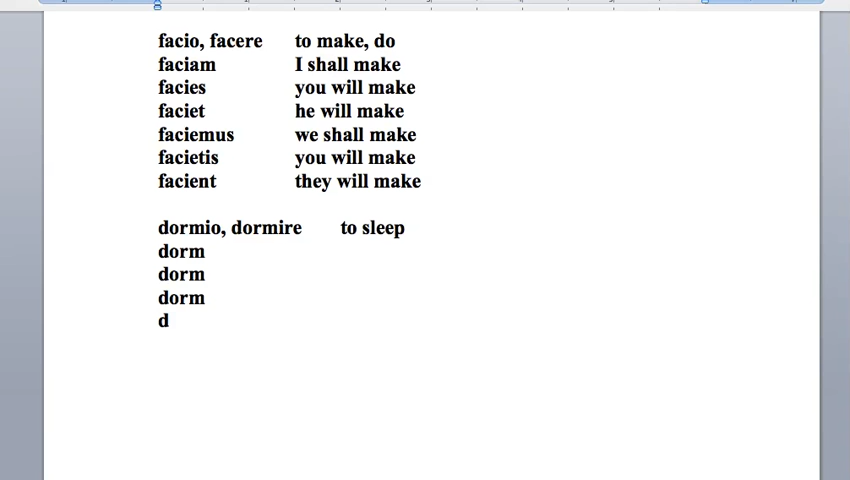 facio, facere to make, do
faciam I shall make
facies you will make
faciet he will make
faciemus we shall make
facietis you will make
facient they will make
dormio, dormire to sleep
dorm
dorm
dorm
d